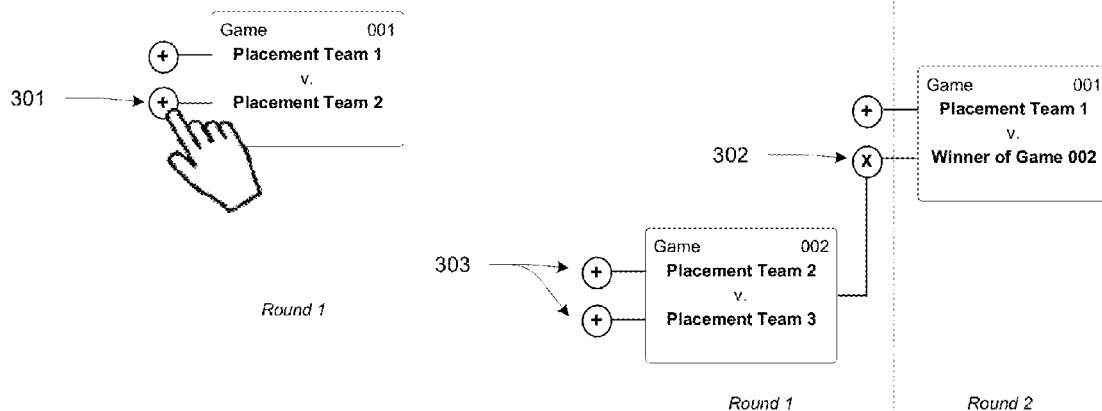 Game 001
+ Placement Team 1
v.
301 + Placement Team 2
Round 1
Game 001
+ Placement Team 1
v.
302 X Winner of Game 002
Game 002
303 + Placement Team 2
v.
+ Placement Team 3
Round 1 Round 2